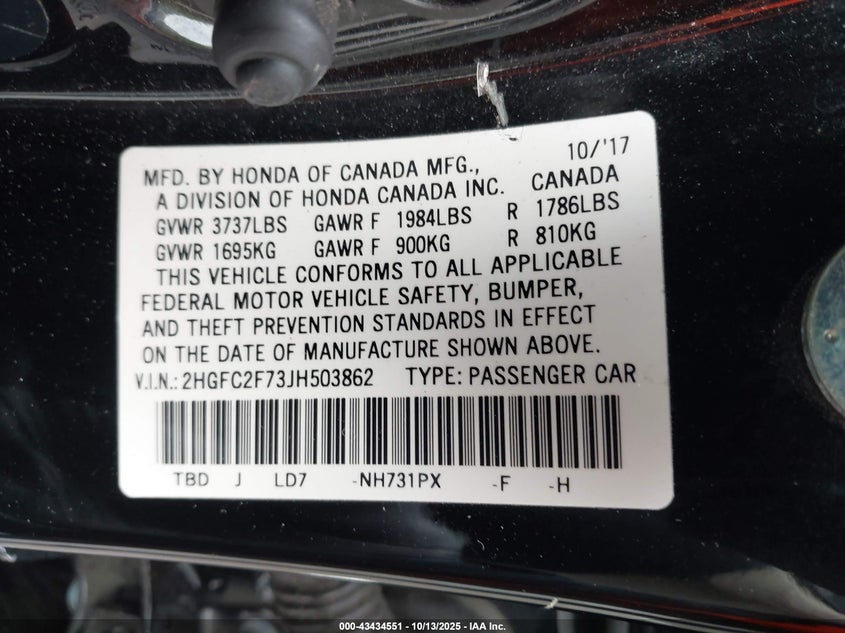 10/'17
MFD. BY HONDA OF CANADA MFG.,
A DIVISION OF HONDA CANADA INC. CANADA
GVWR 3737LBS GAWR F 1984LBS R 1786LBS
GVWR 1695KG GAWR F 900KG R 810KG
THIS VEHICLE CONFORMS TO ALL APPLICABLE
FEDERAL MOTOR VEHICLE SAFETY, BUMPER,
AND THEFT PREVENTION STANDARDS IN EFFECT
ON THE DATE OF MANUFACTURE SHOWN ABOVE.
V.I.N.: 2HGFC2F73JH503862 TYPE: PASSENGER CAR
TBD J LD7 -NH731PX -F -H
000-43434551 | 10/13/2025 - IAA Inc.